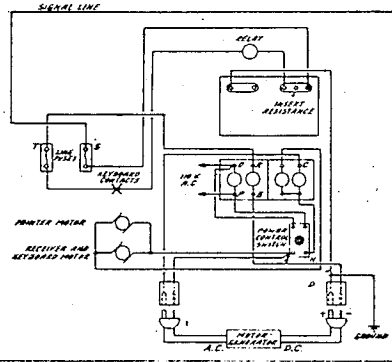 SIGNAL LINE
RELAY
INSERT
RESISTANCE
T
S
LINE
FUSES
KEYBOARD
CONTACTS
110 V.
A.C.
O
R
C
P
B
POWER
CONTROL
SWITCH
H
PRINTER MOTOR
RECEIVER AND
KEYBOARD MOTOR
D
+ -
GROUND
MOTOR-
GENERATOR
A.C. D.C.